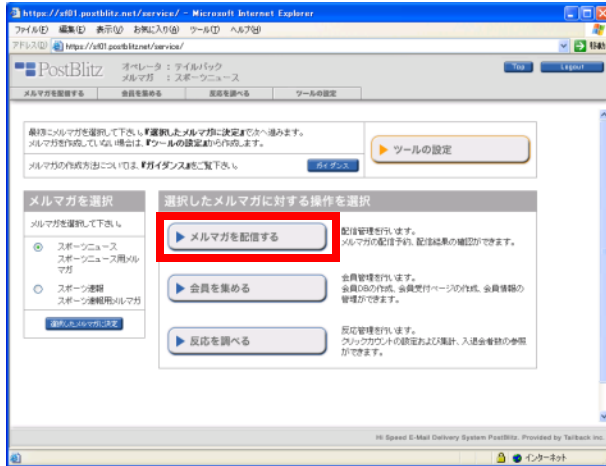 https://sf01.postblitz.net/service/ - Microsoft Internet Explorer
ファイル(F) 編集(E) 表示(V) お気に入り(A) ツール(T) ヘルプ(H)
アドレス(D) https://sf01.postblitz.net/service/ 移動
PostBlitz オペレータ : テイルバック Top Logout
メルマガ : スポーツニュース
メルマガを配信する 会員を集める 反応を調べる ツールの設定
最初にメルマガを選択して下さい。『選択したメルマガに決定』で次へ進みます。
メルマガを作成していない場合は、『ツールの設定』から作成します。
ツールの設定
メルマガの作成方法については、『ガイダンス』をご覧下さい。 ガイダンス
メルマガを選択 選択したメルマガに対する操作を選択
メルマガを選択して下さい。
スポーツニュース
スポーツニュース用メル
マガ
スポーツ速報
スポーツ速報用メルマガ
選択したメルマガに決定
メルマガを配信する
配信管理を行います。
メルマガの配信予約、配信結果の確認ができます。
会員を集める
会員管理を行います。
会員DBの作成、会員受付ページの作成、会員情報の
管理ができます。
反応を調べる
反応管理を行います。
クリックカウントの設定および集計、入退会者数の参照
ができます。
Hi Speed E-Mail Delivery System PostBlitz. Provided by Tailback Inc.
インターネット